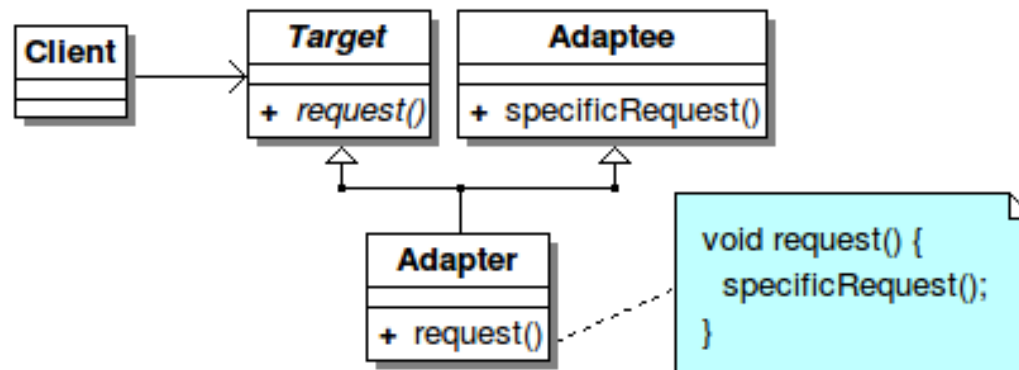 Client
Target
+ request()
Adaptee
+ specificRequest()
Adapter
+ request()
void request() {
specificRequest();
}